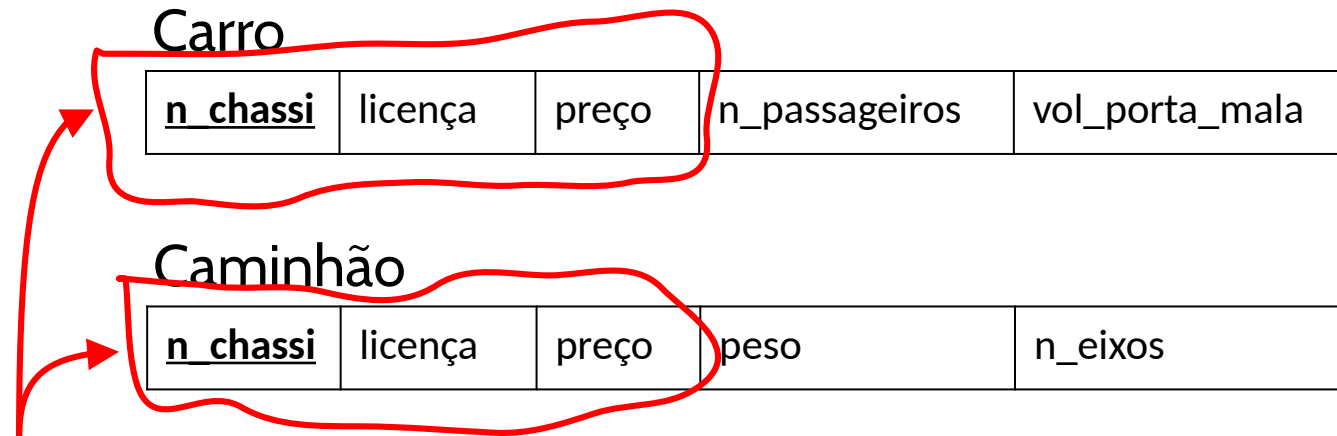 Carro
n_chassi licença preço n_passageiros vol_porta_mala
Caminhão
n_chassi licença preço peso n_eixos